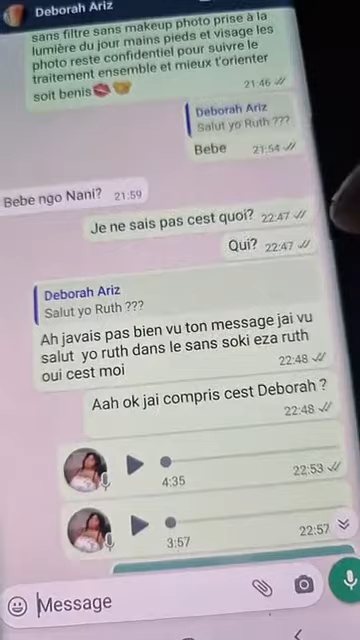 Deborah Ariz
sans filtre sans makeup photo prise à la
lumière du jour mains pieds et visage les
photo reste confidentiel pour suivre le
traitement ensemble et mieux t'orienter
soit benis💋🤝
21:46
Deborah Ariz
Salut yo Ruth ???
Bebe 21:54
Bebe ngo Nani? 21:59
Je ne sais pas cest quoi? 22:47
Qui? 22:47
Deborah Ariz
Salut yo Ruth ???
Ah javais pas bien vu ton message jai vu
salut yo ruth dans le sans soki eza ruth
oui cest moi
22:48
Aah ok jai compris cest Deborah ?
22:48
4:35
22:53
3:57
22:57
Message